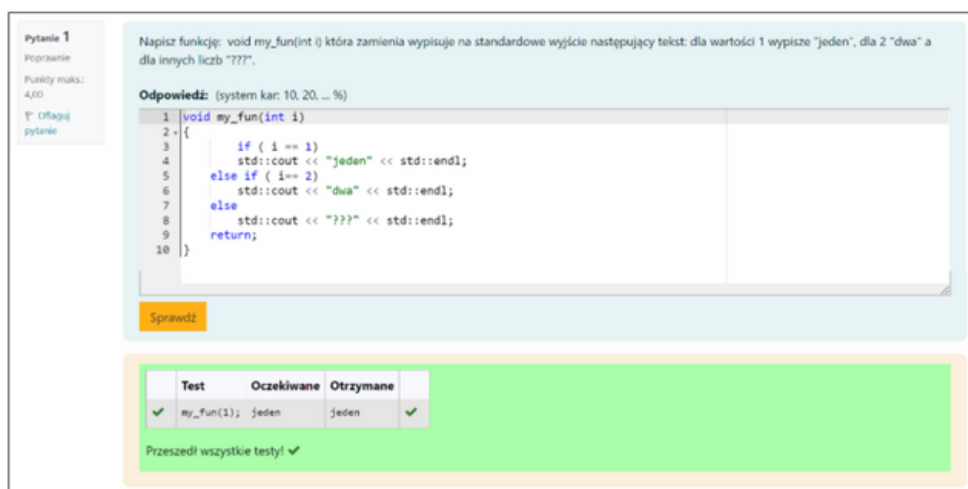 Pytanie 1
Poprawnie
Punkty maks.:
4,00
Oflaguj
pytanie
Napisz funkcję: void my_fun(int i) która zamienia wypisuje na standardowe wyjście następujący tekst: dla wartości 1 wypisze "jeden", dla 2 "dwa" a
dla innych liczb "???".
Odpowiedź: (system kar: 10, 20, ... %)
1 void my_fun(int i)
2 {
3 if ( i == 1)
4 std::cout << "jeden" << std::endl;
5 else if ( i== 2)
6 std::cout << "dwa" << std::endl;
7 else
8 std::cout << "???" << std::endl;
9 return;
10 }
Sprawdź
Test Oczekiwane Otrzymane
my_fun(1); jeden jeden
Przeszedł wszystkie testy!